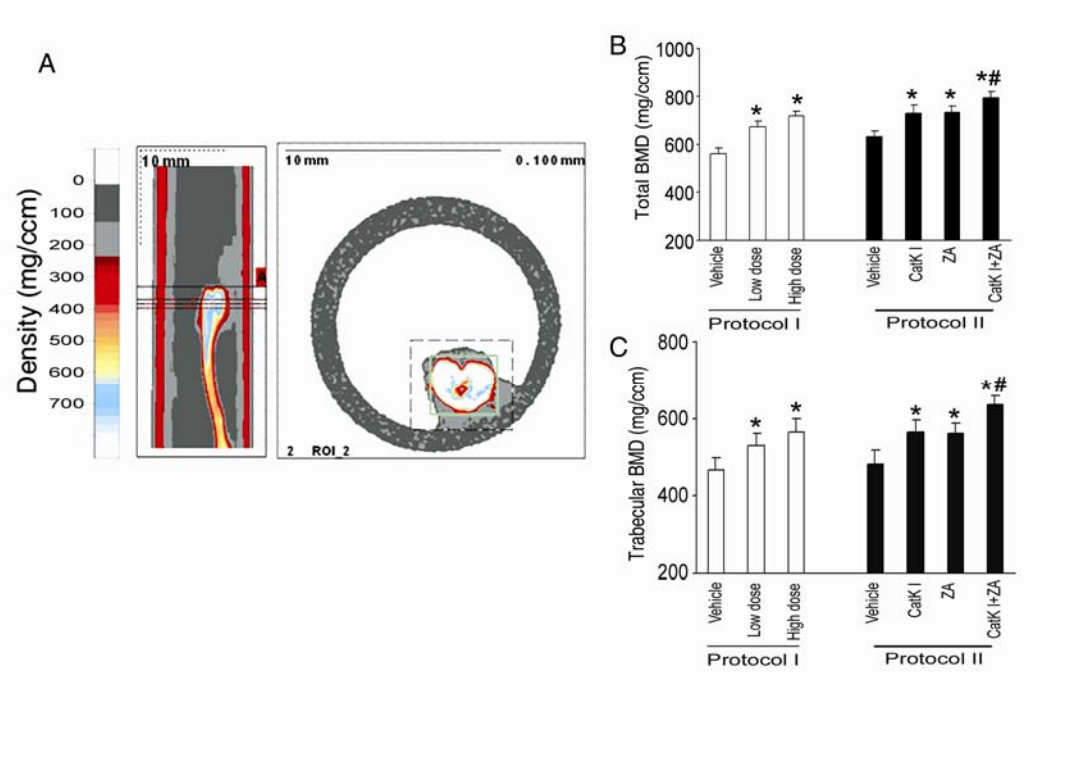 A
Density (mg/ccm)
0
100
200
300
400
500
600
700
10 mm
A
10 mm 0.100 mm
2 ROI_2
B
Total BMD (mg/ccm)
1000
800
600
400
200
* * * * *#
Vehicle Low dose High dose Vehicle CatK I ZA CatK I+ZA
Protocol I Protocol II
C
Trabecular BMD (mg/ccm)
800
600
400
200
* * * * *#
Vehicle Low dose High dose Vehicle CatK I ZA CatK I+ZA
Protocol I Protocol II